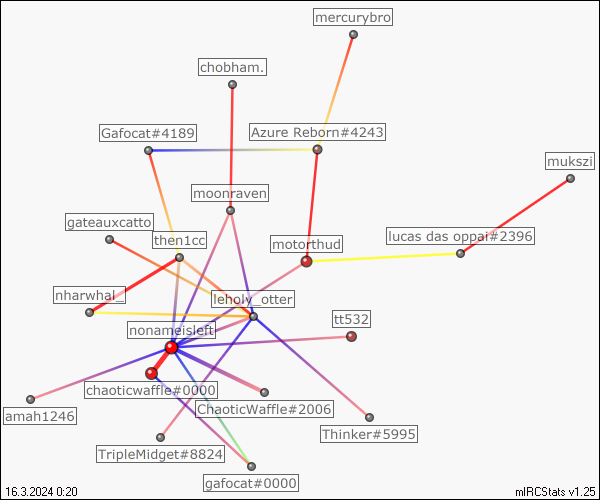 mercurybro
chobham.
Gafocat#4189
Azure Reborn#4243
mukszi
moonraven
gateauxcatto
then1cc
motorthud
lucas das oppai#2396
nharwhal_
leholy_otter
nonameisleft
tt532
chaoticwaffle#0000
amah1246
ChaoticWaffle#2006
Thinker#5995
TripleMidget#8824
gafocat#0000
16.3.2024 0:20
mIRCStats v1.25